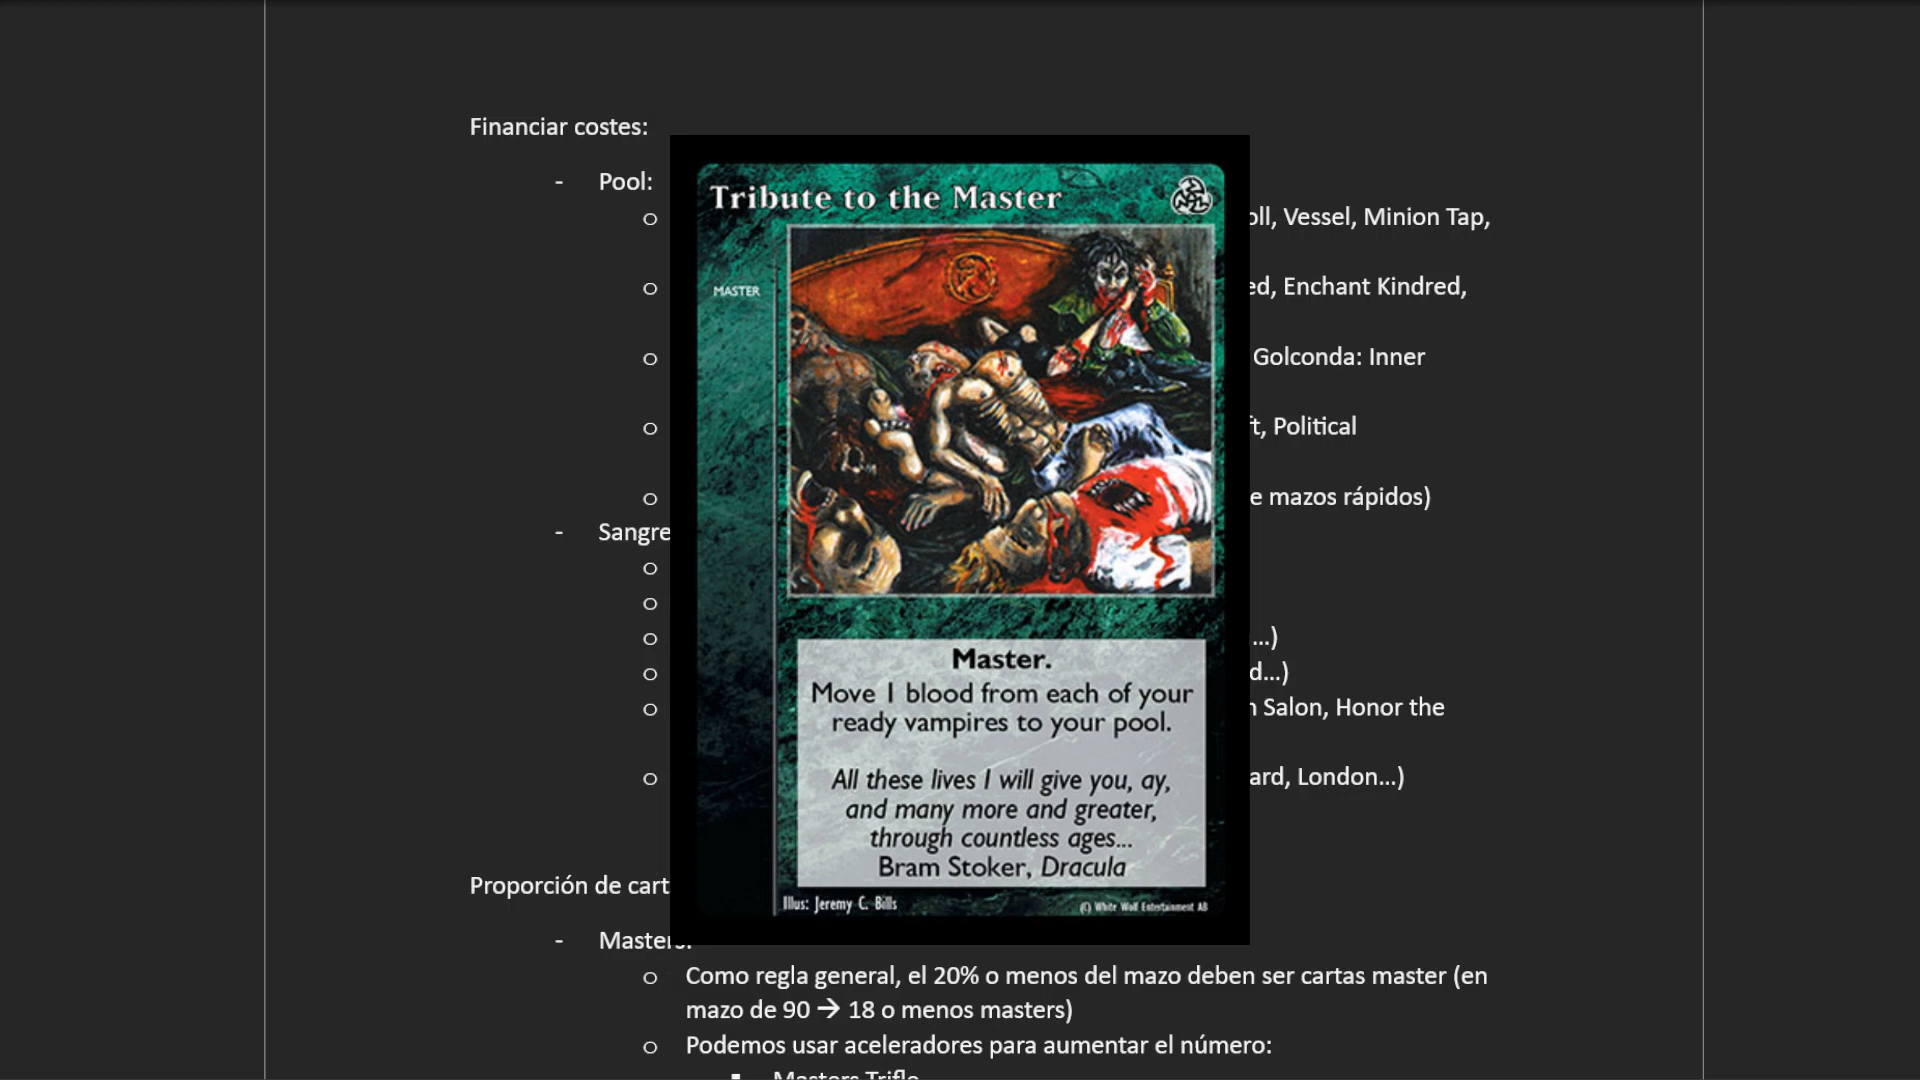 Financiar costes:
- Pool:
Tribute to the Master
oll, Vessel, Minion Tap,
MASTER
ed, Enchant Kindred,
Golconda: Inner
ft, Political
e mazos rápidos)
- Sangre
...)
d...)
n Salon, Honor the
ard, London...)
Master.
Move 1 blood from each of your
ready vampires to your pool.
All these lives I will give you, ay,
and many more and greater,
through countless ages...
Bram Stoker, Dracula
Illus: Jeremy C. Bills
(C) White Wolf Entertainment AB
Proporción de cart
- Masters:
o Como regla general, el 20% o menos del mazo deben ser cartas master (en
mazo de 90 → 18 o menos masters)
o Podemos usar aceleradores para aumentar el número:
▪ Masters Trifle